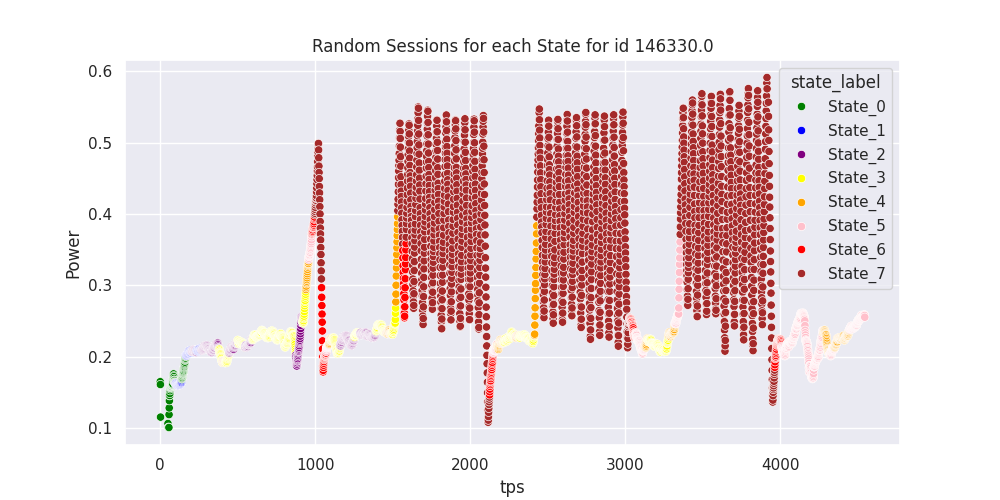 Random Sessions for each State for id 146330.0
state_label
State_0
State_1
State_2
State_3
State_4
State_5
State_6
State_7
Power
0.6
0.5
0.4
0.3
0.2
0.1
0
1000
2000
3000
4000
tps